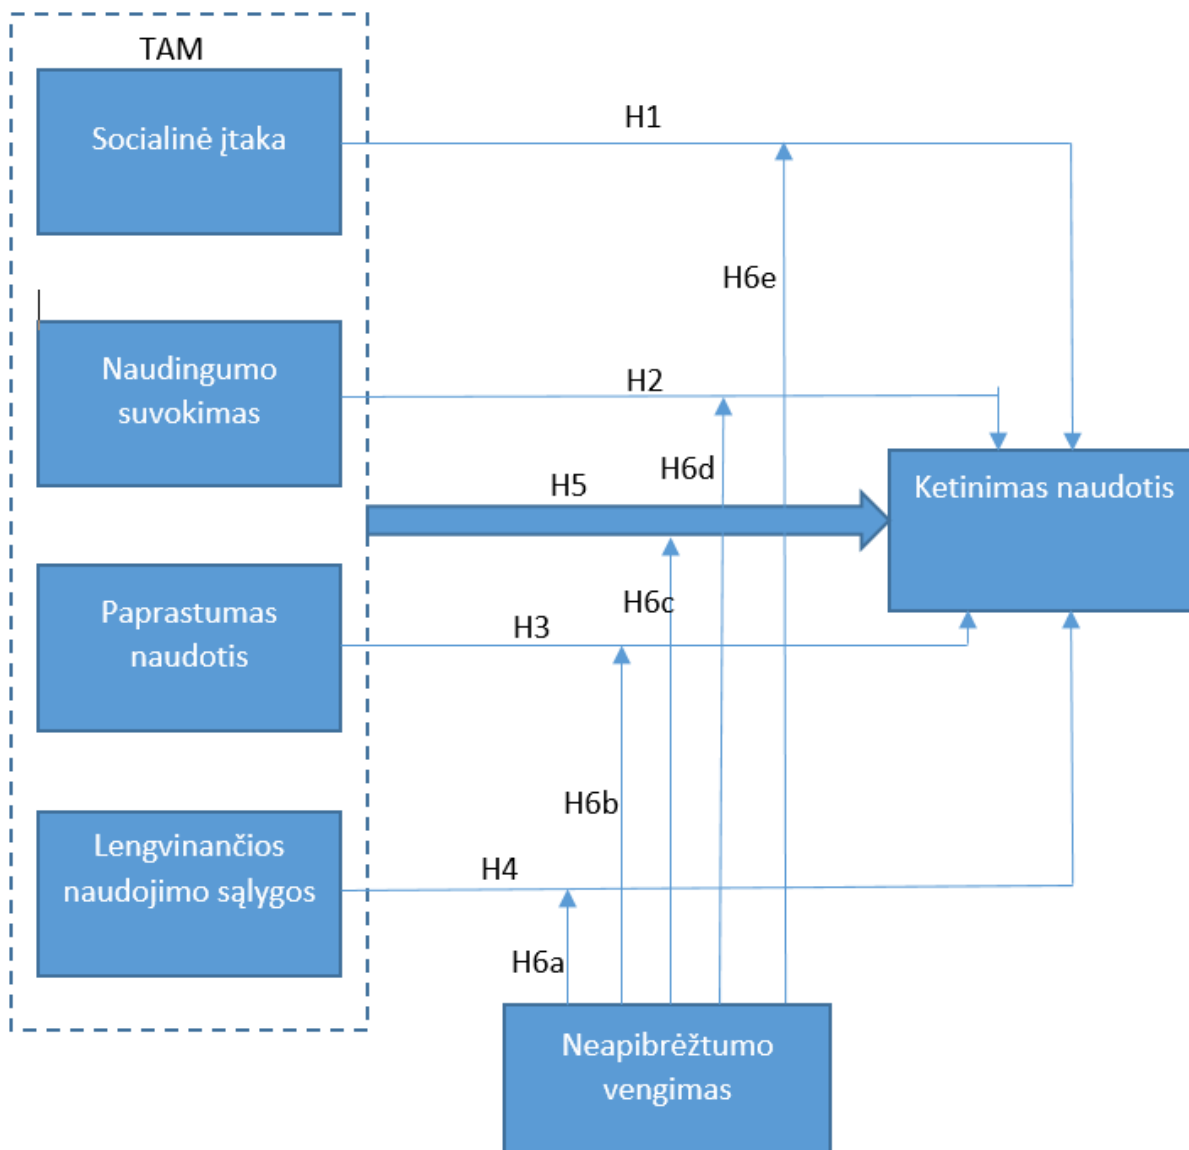 TAM
Socialinė įtaka
H1
H6e
Naudingumo
suvokimas
H2
H6d
H5
Ketinimas naudotis
H6c
Paprastumas
naudotis
H3
H6b
Lengvinančios
naudojimo sąlygos
H4
H6a
Neapibrėžtumo
vengimas